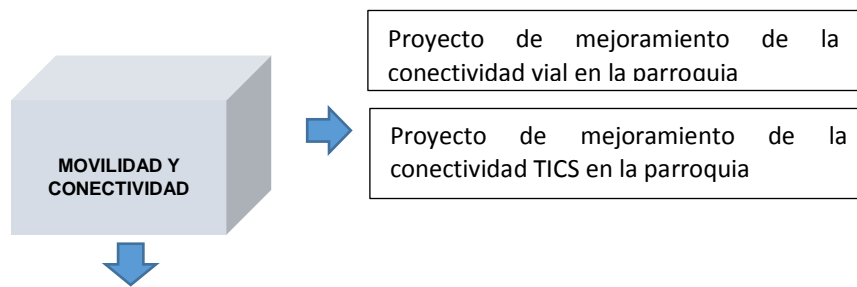 Proyecto de mejoramiento de la
conectividad vial en la parroquia
Proyecto de mejoramiento de la
conectividad TICS en la parroquia
MOVILIDAD Y
CONECTIVIDAD